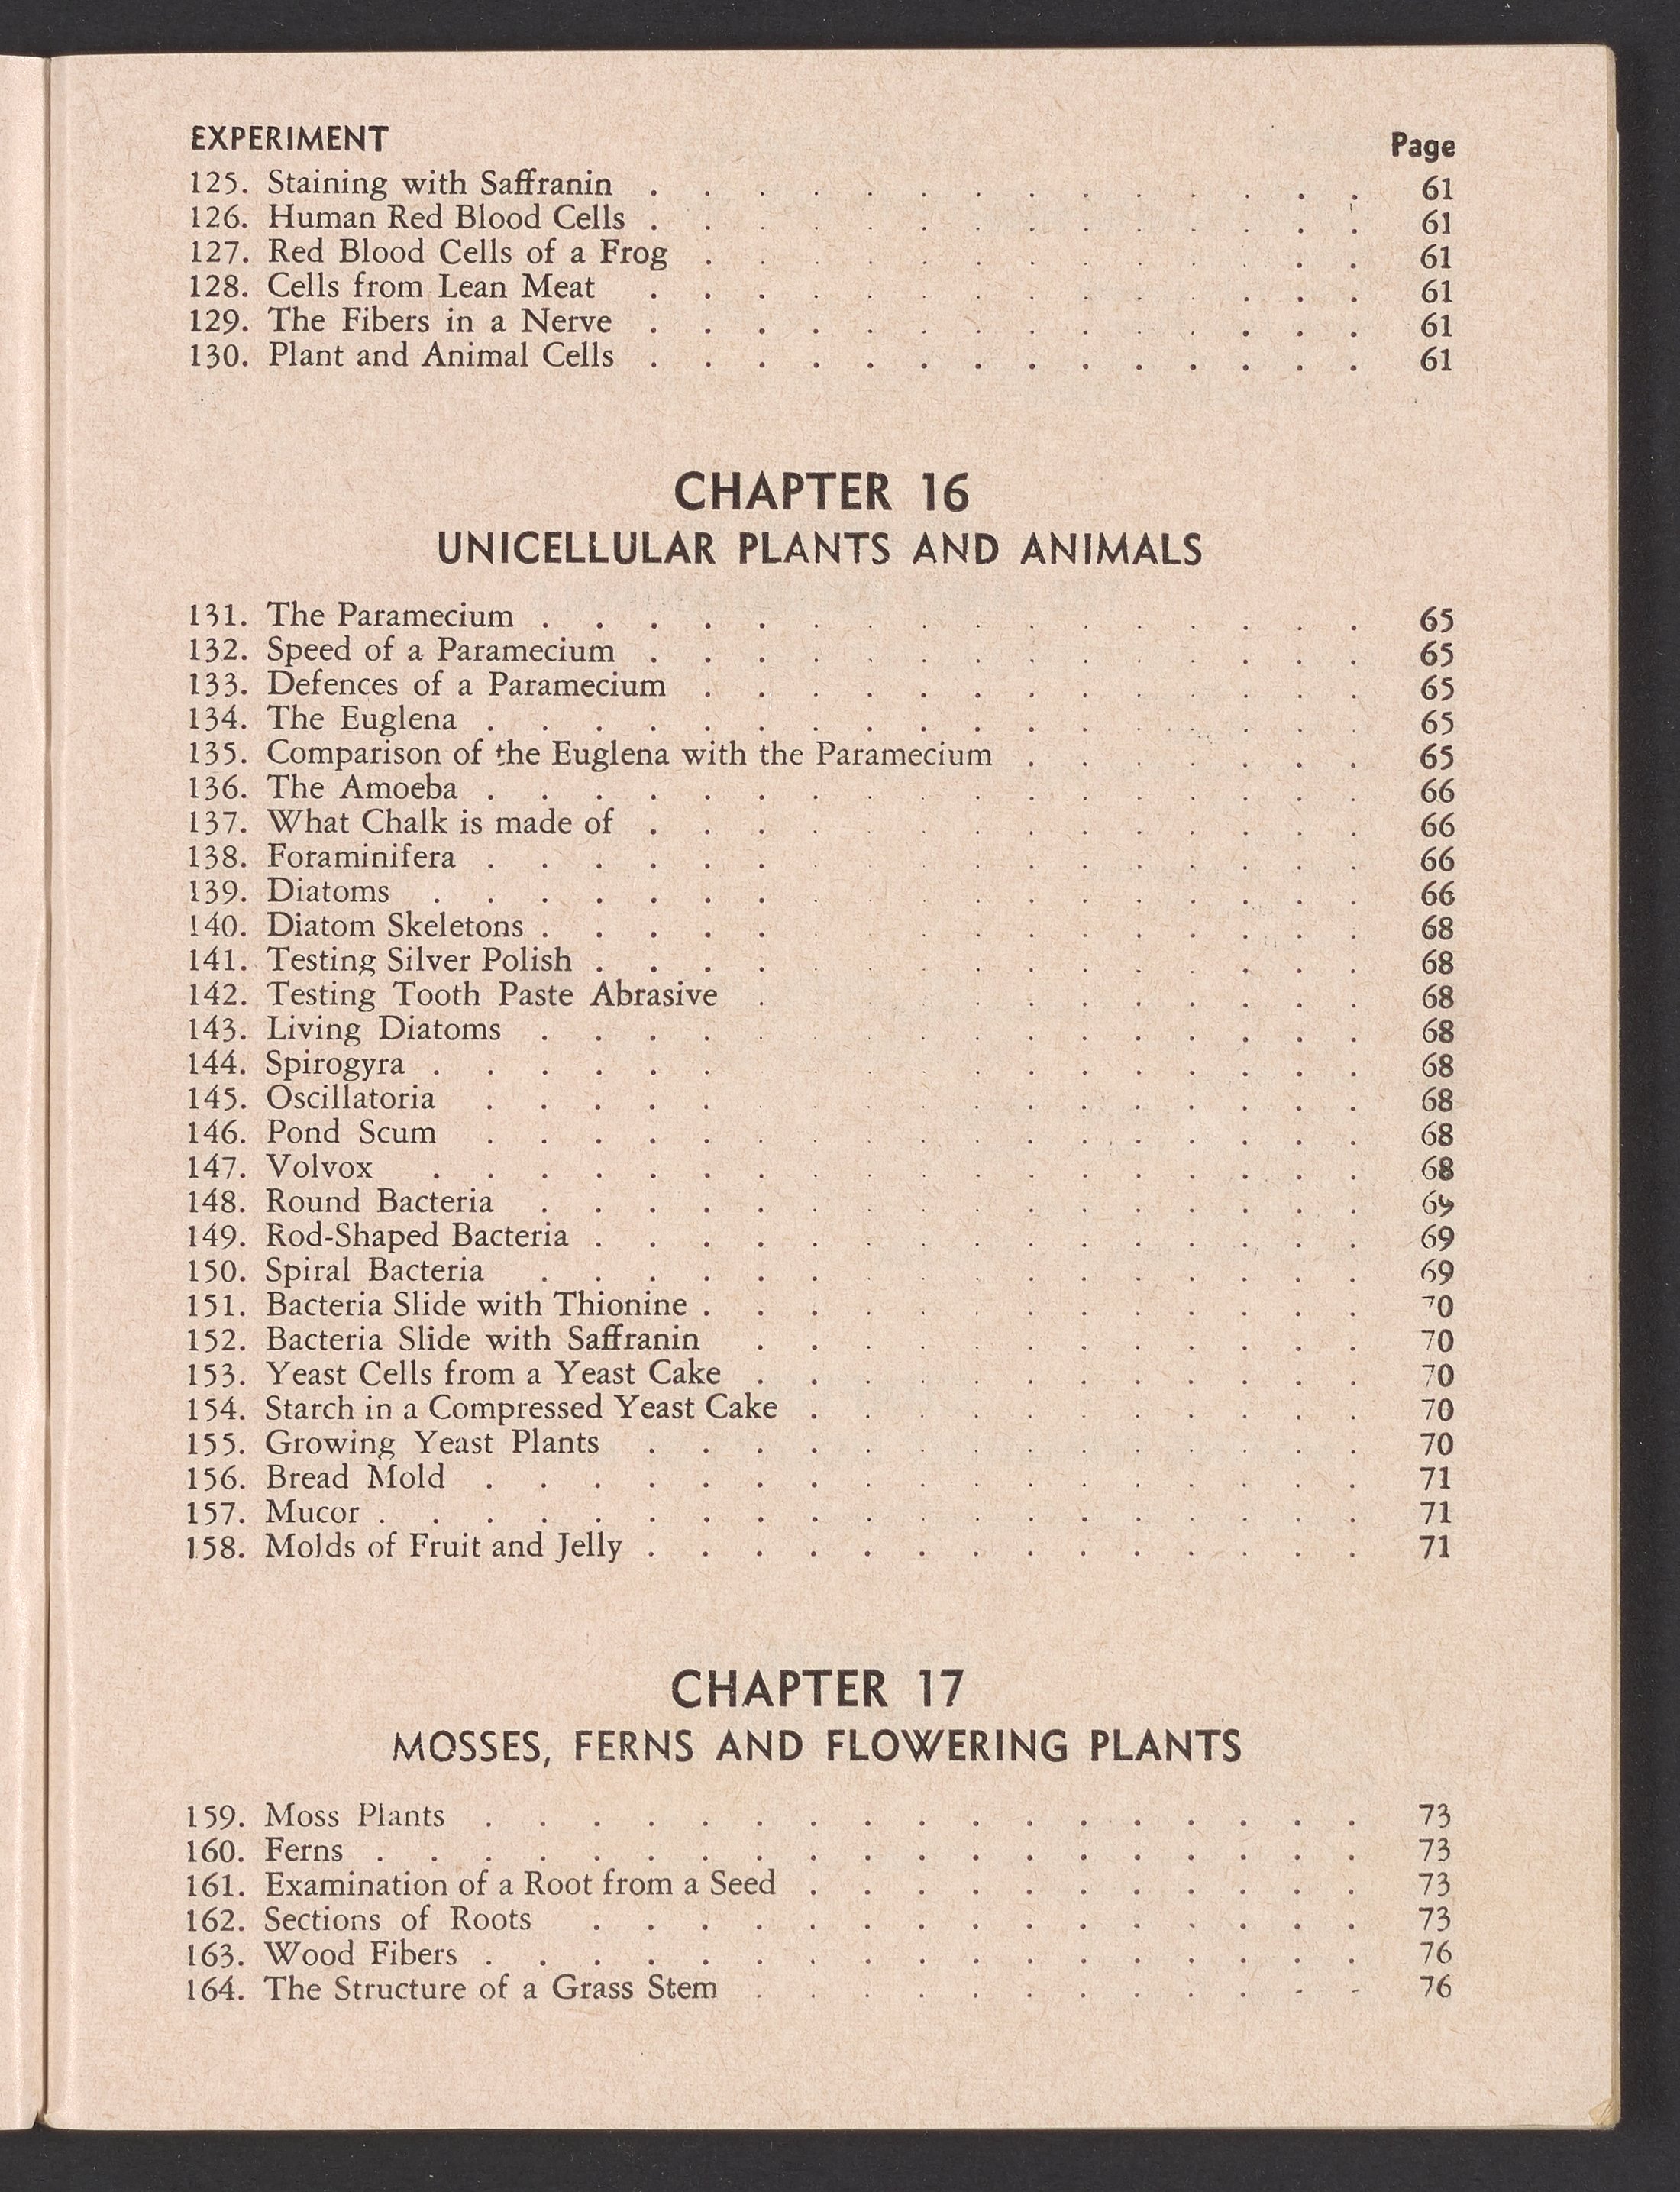 EXPERIMENT Page
125. Staining with Saffranin . . . . . . . . . . . . . . 61
126. Human Red Blood Cells . . . . . . . . . . . . . . 61
127. Red Blood Cells of a Frog . . . . . . . . . . . . . 61
128. Cells from Lean Meat . . . . . . . . . . . . . . 61
129. The Fibers in a Nerve . . . . . . . . . . . . . . 61
130. Plant and Animal Cells . . . . . . . . . . . . . . 61
CHAPTER 16
UNICELLULAR PLANTS AND ANIMALS
131. The Paramecium . . . . . . . . . . . . . . . . 65
132. Speed of a Paramecium . . . . . . . . . . . . . . 65
133. Defences of a Paramecium . . . . . . . . . . . . . 65
134. The Euglena . . . . . . . . . . . . . . . . . 65
135. Comparison of the Euglena with the Paramecium . . . . . . . 65
136. The Amoeba . . . . . . . . . . . . . . . . . 66
137. What Chalk is made of . . . . . . . . . . . . . . 66
138. Foraminifera . . . . . . . . . . . . . . . . . 66
139. Diatoms . . . . . . . . . . . . . . . . . . 66
140. Diatom Skeletons . . . . . . . . . . . . . . . . 68
141. Testing Silver Polish . . . . . . . . . . . . . . . 68
142. Testing Tooth Paste Abrasive . . . . . . . . . . . . 68
143. Living Diatoms . . . . . . . . . . . . . . . . 68
144. Spirogyra . . . . . . . . . . . . . . . . . . 68
145. Oscillatoria . . . . . . . . . . . . . . . . . 68
146. Pond Scum . . . . . . . . . . . . . . . . . 68
147. Volvox . . . . . . . . . . . . . . . . . . 68
148. Round Bacteria . . . . . . . . . . . . . . . . 69
149. Rod-Shaped Bacteria . . . . . . . . . . . . . . . 69
150. Spiral Bacteria . . . . . . . . . . . . . . . . 69
151. Bacteria Slide with Thionine . . . . . . . . . . . . . 70
152. Bacteria Slide with Saffranin . . . . . . . . . . . . 70
153. Yeast Cells from a Yeast Cake . . . . . . . . . . . . 70
154. Starch in a Compressed Yeast Cake . . . . . . . . . . . 70
155. Growing Yeast Plants . . . . . . . . . . . . . . 70
156. Bread Mold . . . . . . . . . . . . . . . . . 71
157. Mucor . . . . . . . . . . . . . . . . . . . 71
158. Molds of Fruit and Jelly . . . . . . . . . . . . . . 71
CHAPTER 17
MOSSES, FERNS AND FLOWERING PLANTS
159. Moss Plants . . . . . . . . . . . . . . . . . 73
160. Ferns . . . . . . . . . . . . . . . . . . . 73
161. Examination of a Root from a Seed . . . . . . . . . . . 73
162. Sections of Roots . . . . . . . . . . . . . . . 73
163. Wood Fibers . . . . . . . . . . . . . . . . . 76
164. The Structure of a Grass Stem . . . . . . . . . . . . 76